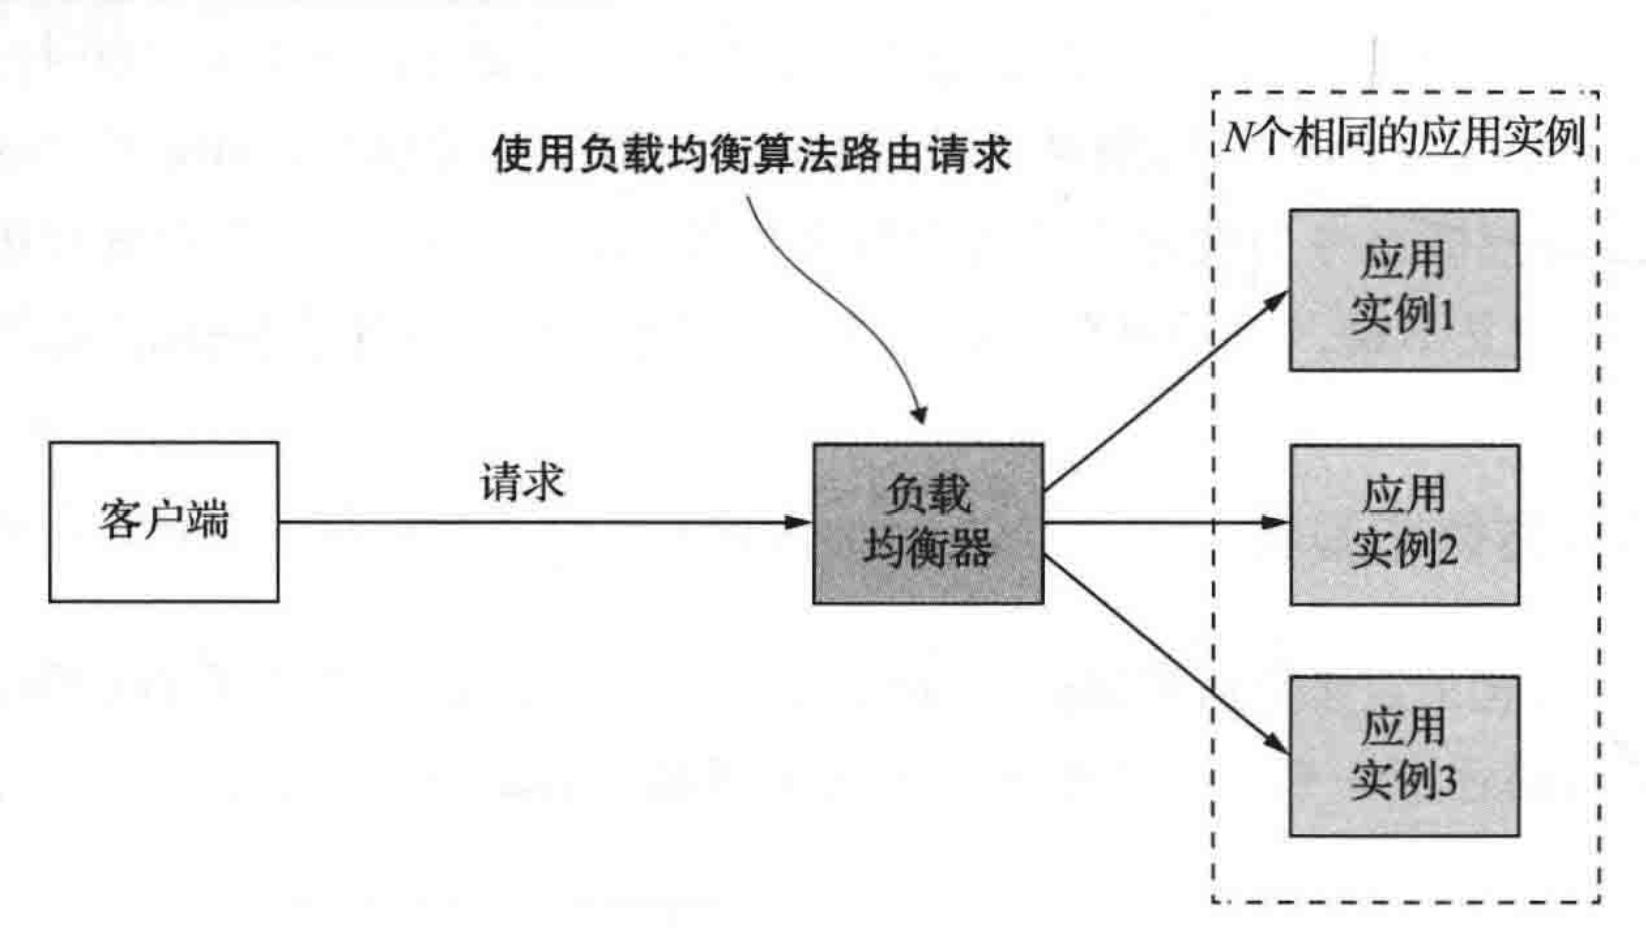 使用负载均衡算法路由请求
N个相同的应用实例
应用
实例1
客户端
请求
负载
均衡器
应用
实例2
应用
实例3